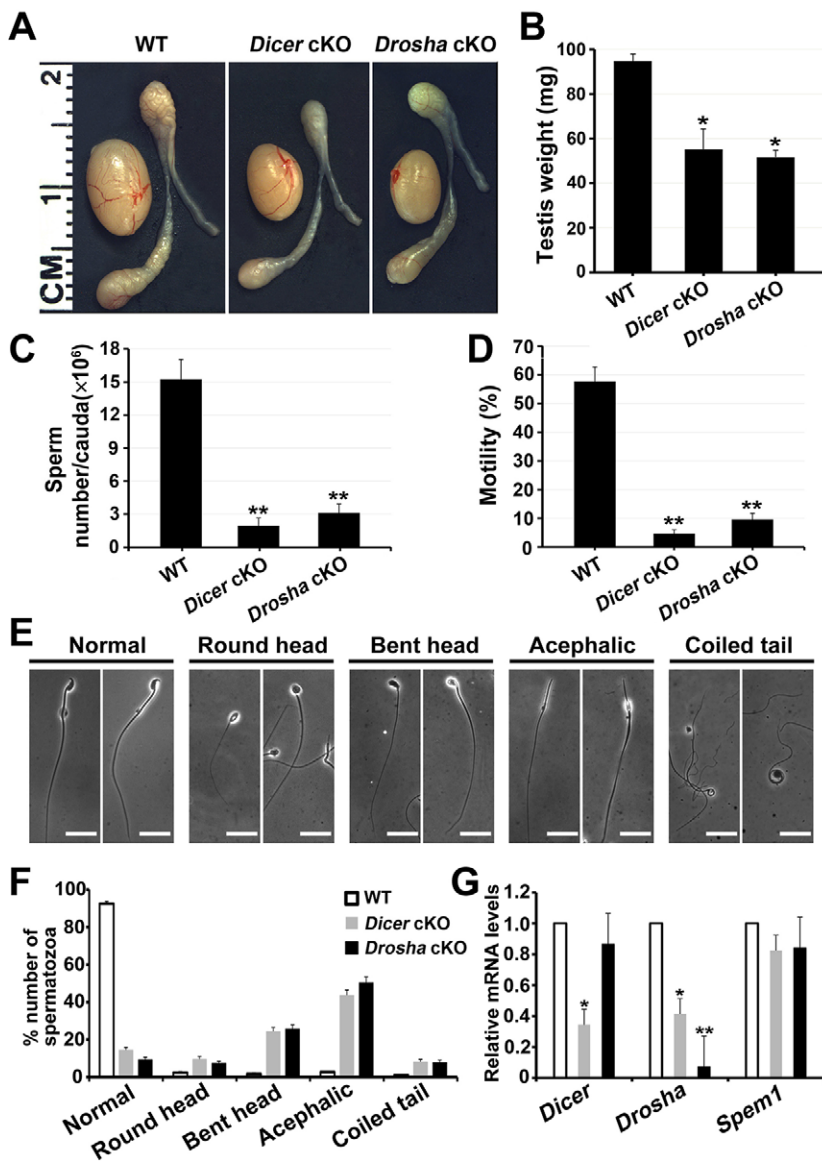 A
WT
Dicer cKO
Drosha cKO
2
1
CM
B
Testis weight (mg)
100
80
60
40
20
0
*
*
WT
Dicer cKO
Drosha cKO
C
Sperm
number/cauda(×10⁶)
18
15
12
9
6
3
0
**
**
WT
Dicer cKO
Drosha cKO
D
Motility (%)
70
60
50
40
30
20
10
0
**
**
WT
Dicer cKO
Drosha cKO
E
Normal
Round head
Bent head
Acephalic
Coiled tail
F
% number of
spermatozoa
100
80
60
40
20
0
WT
Dicer cKO
Drosha cKO
Normal
Round head
Bent head
Acephalic
Coiled tail
G
Relative mRNA levels
1.2
1
0.8
0.6
0.4
0.2
0
*
*
**
Dicer
Drosha
Spem1